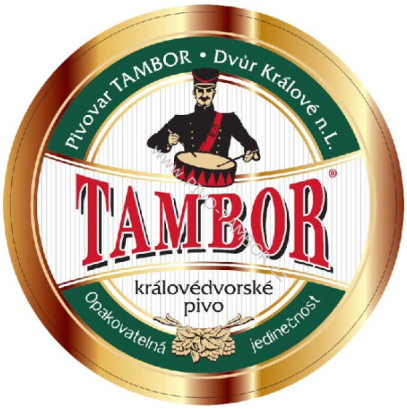 Pivovar TAMBOR • Dvůr Králové n.L.
TAMBOR®
královédvorské
pivo
Opakovatelná jedinečnost